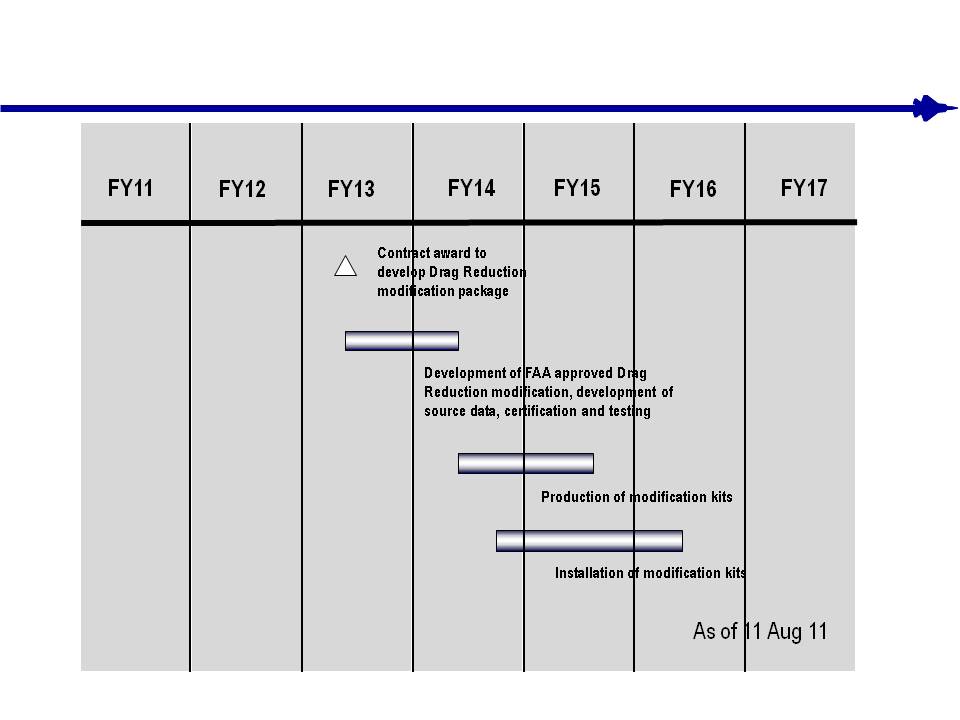 FY11 FY12 FY13 FY14 FY15 FY16 FY17
Contract award to
develop Drag Reduction
modification package
Development of FAA approved Drag
Reduction modification, development of
source data, certification and testing
Production of modification kits
Installation of modification kits
As of 11 Aug 11